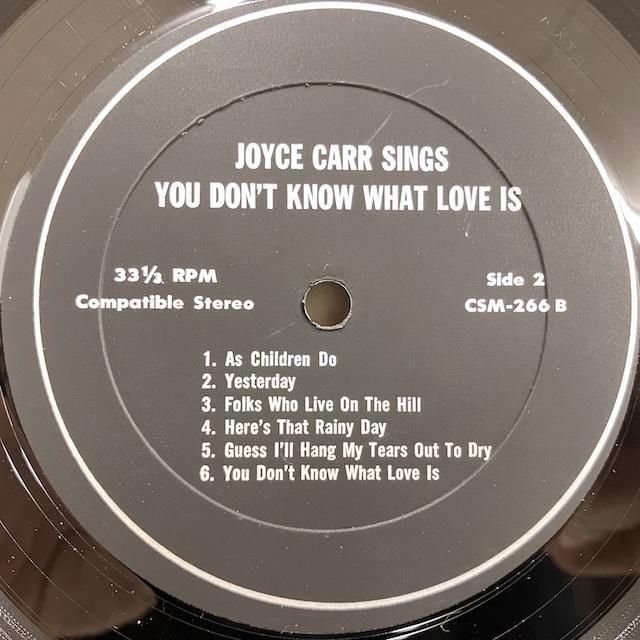 JOYCE CARR SINGS
YOU DON'T KNOW WHAT LOVE IS
33⅓ RPM
Compatible Stereo
Side 2
CSM-266 B
1. As Children Do
2. Yesterday
3. Folks Who Live On The Hill
4. Here's That Rainy Day
5. Guess I'll Hang My Tears Out To Dry
6. You Don't Know What Love Is